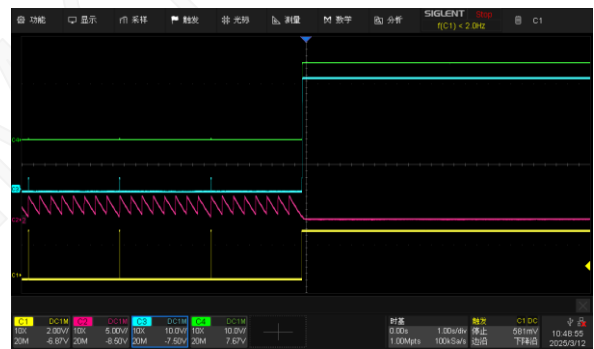 功能 显示 采样 触发 光标 测量 数学 分析 SIGLENT Stop C1
f(C1) < 2.0Hz
C4
C3
C1
C1 DC1M C2 DC1M C3 DC1M C4 DC1M 时基 触发 C1 DC
10X 2.00V/ 10X 5.00V/ 10X 10.0V/ 10X 10.0V/ 0.00s 1.00s/div 停止 581mV 10:48:55
20M -6.87V 20M -8.50V 20M -7.50V 20M 7.67V 1.00Mpts 100kSa/s 边沿 下降沿 2025/3/12